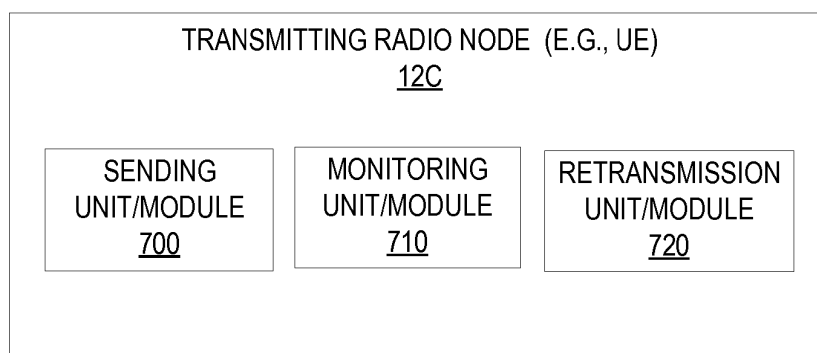 TRANSMITTING RADIO NODE (E.G., UE)
12C
SENDING
UNIT/MODULE
700
MONITORING
UNIT/MODULE
710
RETRANSMISSION
UNIT/MODULE
720